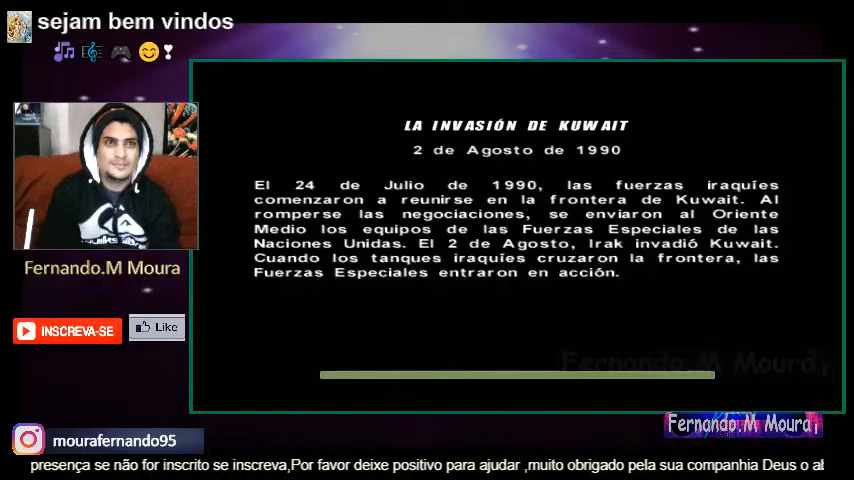 sejam bem vindos
LA INVASIÓN DE KUWAIT
2 de Agosto de 1990
El 24 de Julio de 1990, las fuerzas iraquíes
comenzaron a reunirse en la frontera de Kuwait. Al
romperse las negociaciones, se enviaron al Oriente
Medio los equipos de las Fuerzas Especiales de las
Naciones Unidas. El 2 de Agosto, Irak invadió Kuwait.
Cuando los tanques iraquíes cruzaron la frontera, las
Fuerzas Especiales entraron en acción.
Fernando.M Moura
INSCREVA-SE
Like
Fernando.M Moura
Fernando.M Moura
mourafernando95
presença se não for inscrito se inscreva,Por favor deixe positivo para ajudar ,muito obrigado pela sua companhia Deus o ab